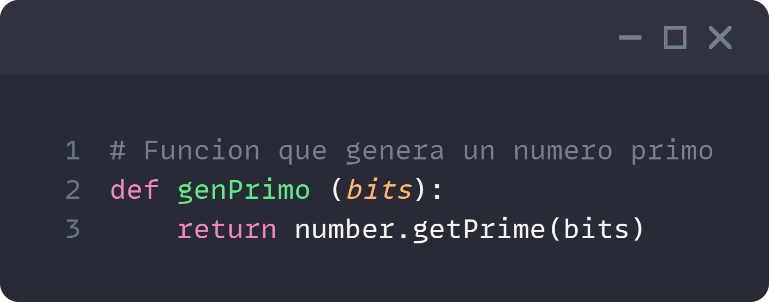 1 # Funcion que genera un numero primo
2 def genPrimo (bits):
3     return number.getPrime(bits)